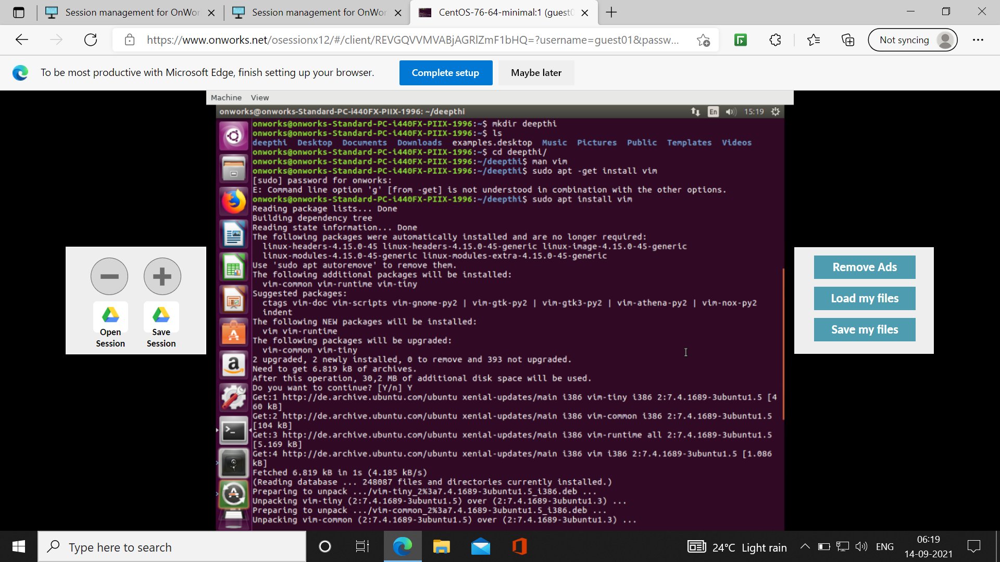 Session management for OnWor
Session management for OnWor
CentOS-76-64-minimal:1 (guest0
https://www.onworks.net/osessionx12/#/client/REVGQVVMVABjAGRlZmF1bHQ=?username=guest01&passw...
Not syncing
To be most productive with Microsoft Edge, finish setting up your browser.
Complete setup
Maybe later
Machine View
onworks@onworks-Standard-PC-i440FX-PIIX-1996: ~/deepthi
En
15:19
onworks@onworks-Standard-PC-i440FX-PIIX-1996:~$ mkdir deepthi
onworks@onworks-Standard-PC-i440FX-PIIX-1996:~$ ls
deepthi Desktop Documents Downloads examples.desktop Music Pictures Public Templates Videos
onworks@onworks-Standard-PC-i440FX-PIIX-1996:~$ cd deepthi/
onworks@onworks-Standard-PC-i440FX-PIIX-1996:~/deepthi$ man vim
onworks@onworks-Standard-PC-i440FX-PIIX-1996:~/deepthi$ sudo apt -get install vim
[sudo] password for onworks:
E: Command line option 'g' [from -get] is not understood in combination with the other options.
onworks@onworks-Standard-PC-i440FX-PIIX-1996:~/deepthi$ sudo apt install vim
Reading package lists... Done
Building dependency tree
Reading state information... Done
The following packages were automatically installed and are no longer required:
linux-headers-4.15.0-45 linux-headers-4.15.0-45-generic linux-image-4.15.0-45-generic
linux-modules-4.15.0-45-generic linux-modules-extra-4.15.0-45-generic
Use 'sudo apt autoremove' to remove them.
The following additional packages will be installed:
vim-common vim-runtime vim-tiny
Suggested packages:
ctags vim-doc vim-scripts vim-gnome-py2 | vim-gtk-py2 | vim-gtk3-py2 | vim-athena-py2 | vim-nox-py2
indent
The following NEW packages will be installed:
vim vim-runtime
The following packages will be upgraded:
vim-common vim-tiny
2 upgraded, 2 newly installed, 0 to remove and 393 not upgraded.
Need to get 6.819 kB of archives.
After this operation, 30,2 MB of additional disk space will be used.
Do you want to continue? [Y/n] Y
Get:1 http://de.archive.ubuntu.com/ubuntu xenial-updates/main i386 vim-tiny i386 2:7.4.1689-3ubuntu1.5 [4
60 kB]
Get:2 http://de.archive.ubuntu.com/ubuntu xenial-updates/main i386 vim-common i386 2:7.4.1689-3ubuntu1.5
[104 kB]
Get:3 http://de.archive.ubuntu.com/ubuntu xenial-updates/main i386 vim-runtime all 2:7.4.1689-3ubuntu1.5
[5.169 kB]
Get:4 http://de.archive.ubuntu.com/ubuntu xenial-updates/main i386 vim i386 2:7.4.1689-3ubuntu1.5 [1.086
kB]
Fetched 6.819 kB in 1s (4.185 kB/s)
(Reading database ... 248087 files and directories currently installed.)
Preparing to unpack .../vim-tiny_2%3a7.4.1689-3ubuntu1.5_i386.deb ...
Unpacking vim-tiny (2:7.4.1689-3ubuntu1.5) over (2:7.4.1689-3ubuntu1.3) ...
Preparing to unpack .../vim-common_2%3a7.4.1689-3ubuntu1.5_i386.deb ...
Unpacking vim-common (2:7.4.1689-3ubuntu1.5) over (2:7.4.1689-3ubuntu1.3) ...
Open
Session
Save
Session
Remove Ads
Load my files
Save my files
Type here to search
24°C Light rain
ENG
06:19
14-09-2021